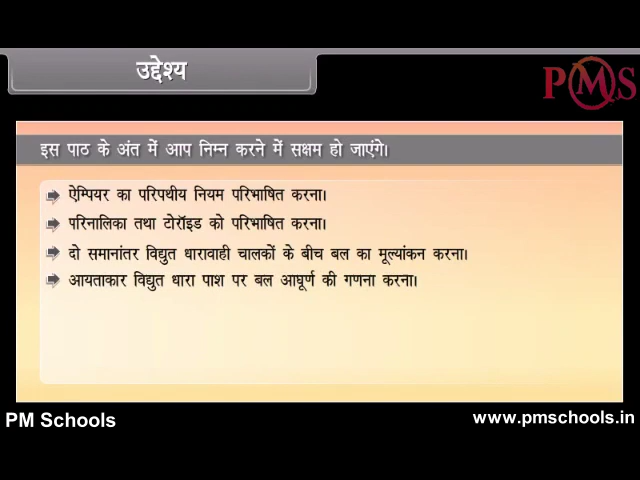 उद्देश्य
PMS
इस पाठ के अंत में आप निम्न करने में सक्षम हो जाएंगे।
ऐम्पियर का परिपथीय नियम परिभाषित करना।
परिनालिका तथा टोरॉइड को परिभाषित करना।
दो समानांतर विद्युत धारावाही चालकों के बीच बल का मूल्यांकन करना।
आयताकार विद्युत धारा पाश पर बल आघूर्ण की गणना करना।
PM Schools
www.pmschools.in